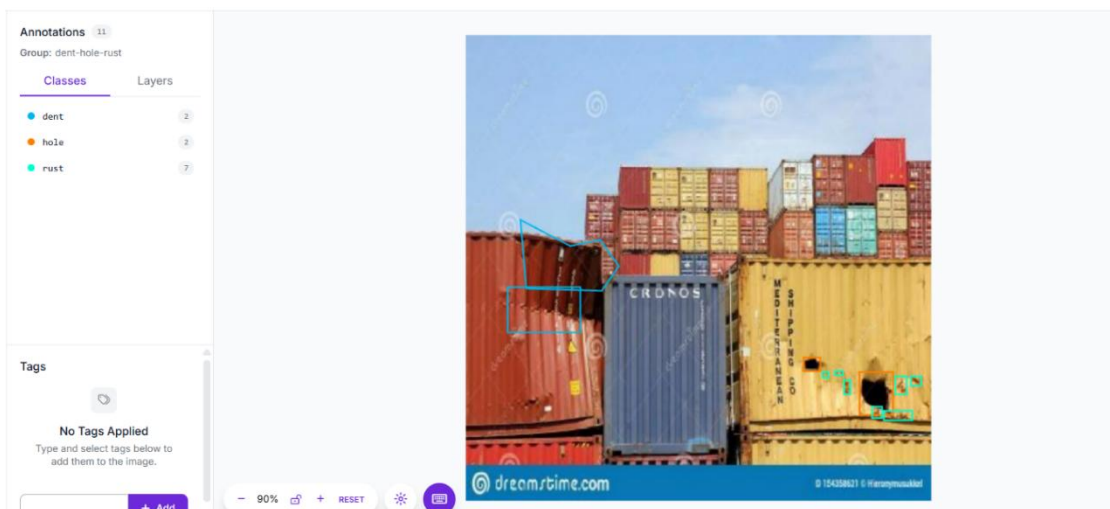 Annotations 11
Group: dent-hole-rust
Classes Layers
dent 2
hole 2
rust 7
Tags
No Tags Applied
Type and select tags below to
add them to the image.
+ Add
− 90% + RESET
CRONOS
MEDITERRANEAN
SHIPPING CO
dreamstime.com
© 184358621 © Hieronymusukkel